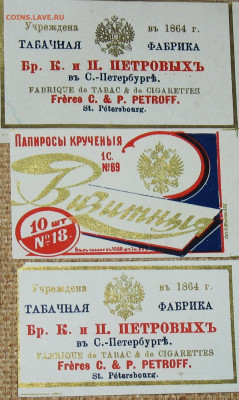 COINS.LAVE.RU
Учреждена въ 1864 г.
ТАБАЧНАЯ ФАБРИКА
Бр. К. и П. ПЕТРОВЫХЪ
въ С.-Петербургѣ.
FABRIQUE de TABAC & de CIGARETTES
Frères C. & P. PETROFF.
St. Pétersbourg.
ПАПИРОСЫ КРУЧЕНЫЯ
1С.
№69
Визитныя
10 шт
№18.
Учреждена въ 1864 г.
ТАБАЧНАЯ ФАБРИКА
Бр. К. и П. ПЕТРОВЫХЪ
въ С.-Петербургѣ.
FABRIQUE de TABAC & de CIGARETTES
Frères C. & P. PETROFF.
St. Pétersbourg.